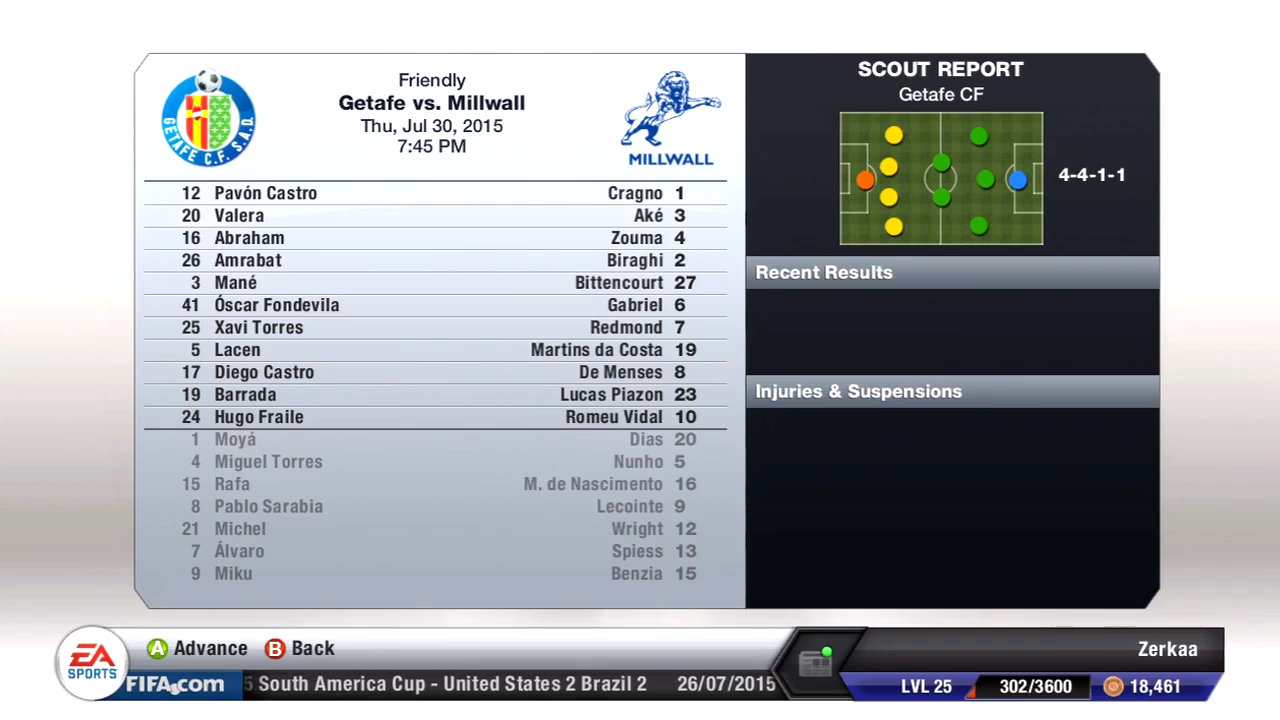 GETAFE C.F. S.A.D.
Friendly
Getafe vs. Millwall
Thu, Jul 30, 2015
7:45 PM
MILLWALL
12 Pavón Castro Cragno 1
20 Valera Aké 3
16 Abraham Zouma 4
26 Amrabat Biraghi 2
3 Mané Bittencourt 27
41 Óscar Fondevila Gabriel 6
25 Xavi Torres Redmond 7
5 Lacen Martins da Costa 19
17 Diego Castro De Menses 8
19 Barrada Lucas Piazon 23
24 Hugo Fraile Romeu Vidal 10
1 Moyá Dias 20
4 Miguel Torres Nunho 5
15 Rafa M. de Nascimento 16
8 Pablo Sarabia Lecointe 9
21 Michel Wright 12
7 Álvaro Spiess 13
9 Miku Benzia 15
SCOUT REPORT
Getafe CF
4-4-1-1
Recent Results
Injuries & Suspensions
EA SPORTS
A Advance B Back
Zerkaa
FIFA.com 5 South America Cup - United States 2 Brazil 2 26/07/2015
LVL 25 302/3600 18,461